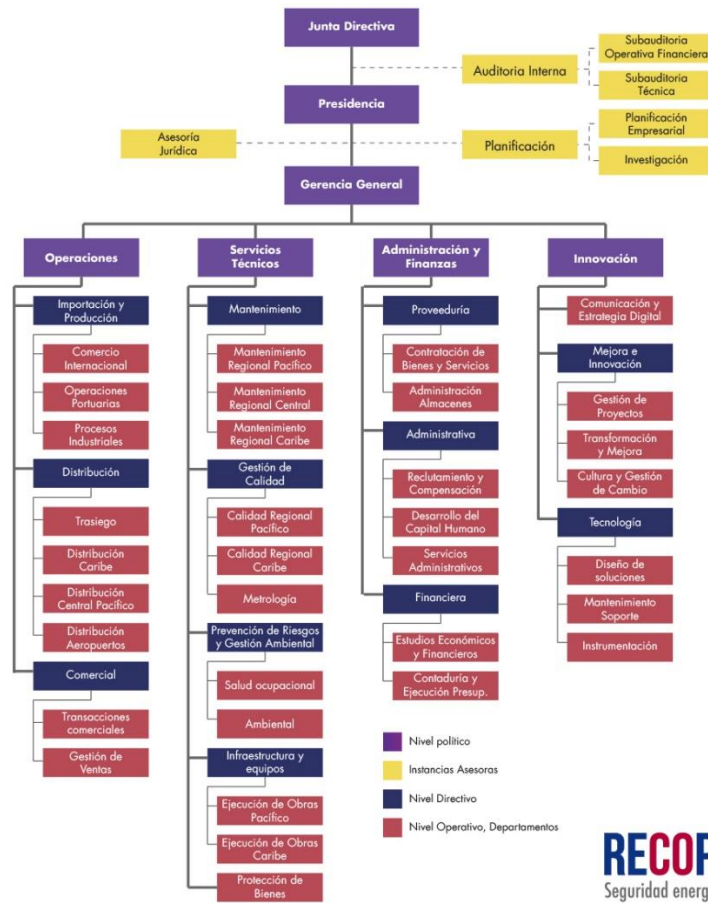 Junta Directiva
Auditoria Interna
Subauditoria
Operativa Financiera
Subauditoria
Técnica
Presidencia
Asesoría
Jurídica
Planificación
Planificación
Empresarial
Investigación
Gerencia General
Operaciones
Importación y
Producción
Comercio
Internacional
Operaciones
Portuarias
Procesos
Industriales
Distribución
Trasiego
Distribución
Caribe
Distribución
Central Pacífico
Distribución
Aeropuertos
Comercial
Transacciones
comerciales
Gestión de
Ventas
Servicios
Técnicos
Mantenimiento
Mantenimiento
Regional Pacífico
Mantenimiento
Regional Central
Mantenimiento
Regional Caribe
Gestión de
Calidad
Calidad Regional
Pacífico
Calidad Regional
Caribe
Metrología
Prevención de Riesgos
y Gestión Ambiental
Salud ocupacional
Ambiental
Infraestructura y
equipos
Ejecución de Obras
Pacífico
Ejecución de Obras
Caribe
Protección de
Bienes
Administración y
Finanzas
Proveeduría
Contratación de
Bienes y Servicios
Administración
Almacenes
Administrativa
Reclutamiento y
Compensación
Desarrollo del
Capital Humano
Servicios
Administrativos
Financiera
Estudios Económicos
y Financieros
Contaduría y
Ejecución Presup.
Innovación
Comunicación y
Estrategia Digital
Mejora e
Innovación
Gestión de
Proyectos
Transformación
y Mejora
Cultura y Gestión
de Cambio
Tecnología
Diseño de
soluciones
Mantenimiento
Soporte
Instrumentación
Nivel político
Instancias Asesoras
Nivel Directivo
Nivel Operativo, Departamentos
RECOP
Seguridad energ